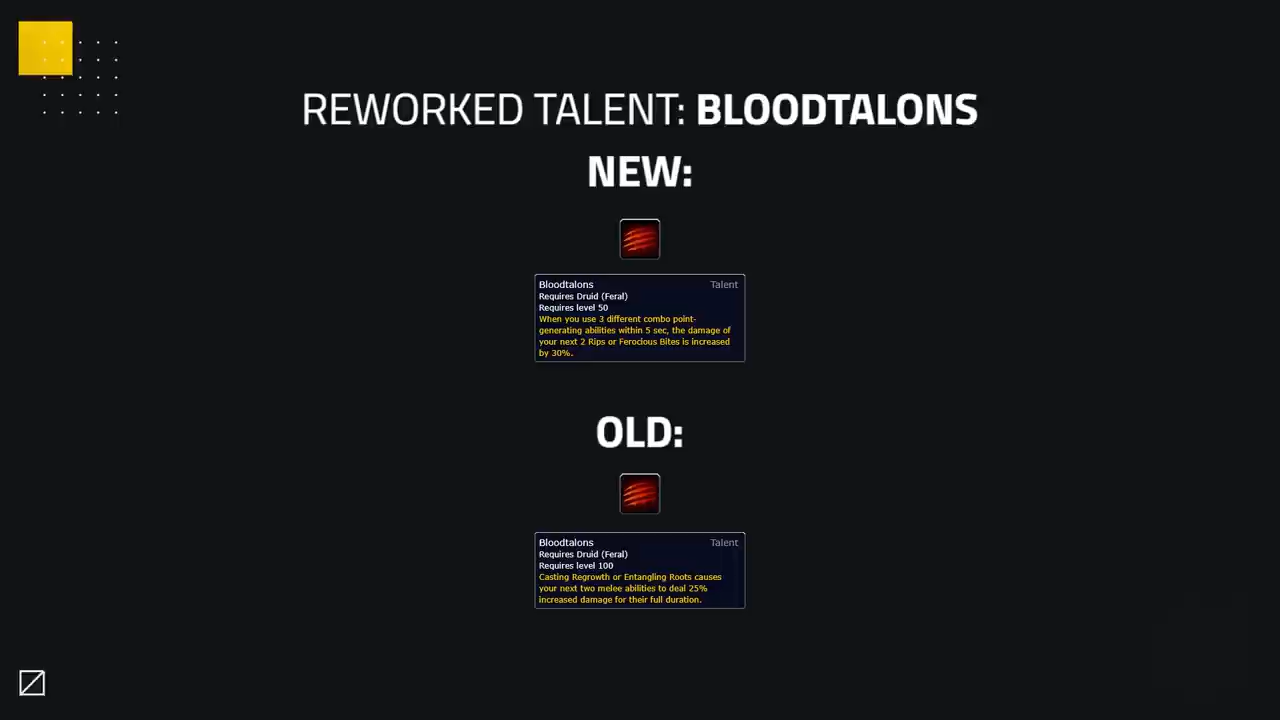 REWORKED TALENT: BLOODTALONS
NEW:
Bloodtalons Talent
Requires Druid (Feral)
Requires level 50
When you use 3 different combo point-
generating abilities within 5 sec, the damage of
your next 2 Rips or Ferocious Bites is increased
by 30%.
OLD:
Bloodtalons Talent
Requires Druid (Feral)
Requires level 100
Casting Regrowth or Entangling Roots causes
your next two melee abilities to deal 25%
increased damage for their full duration.